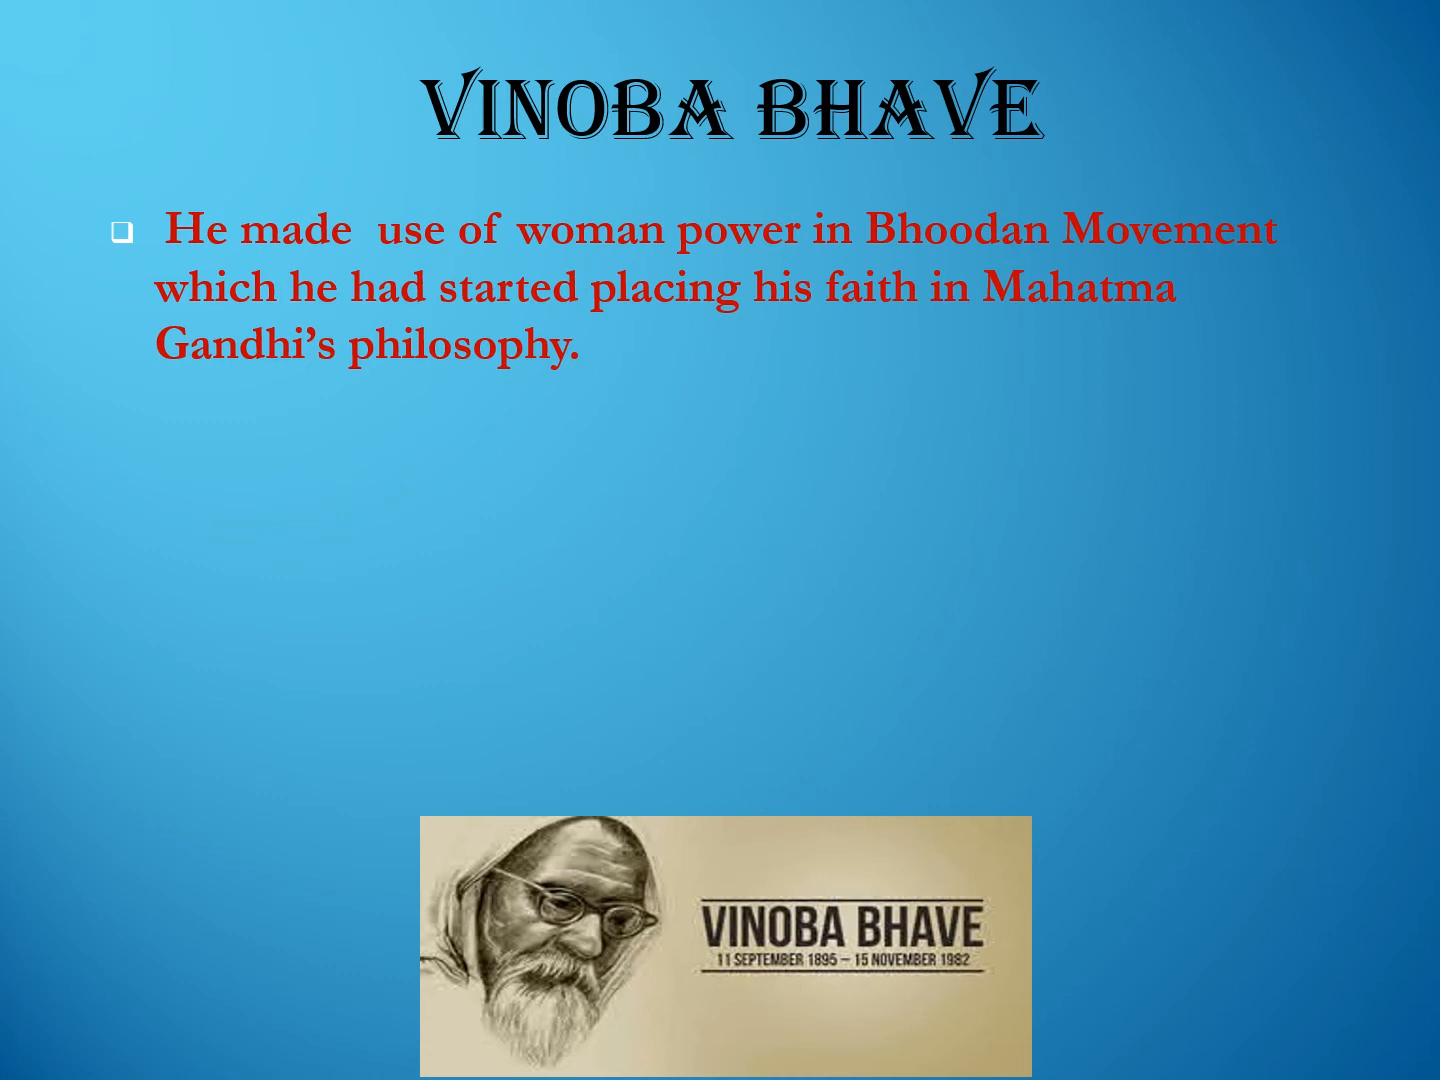 VINOBA BHAVE
He made use of woman power in Bhoodan Movement
which he had started placing his faith in Mahatma
Gandhi’s philosophy.
VINOBA BHAVE
11 SEPTEMBER 1895 – 15 NOVEMBER 1982